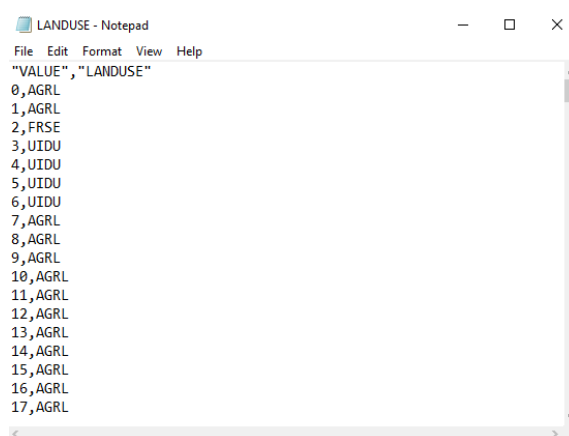 LANDUSE - Notepad
File Edit Format View Help
"VALUE","LANDUSE"
0,AGRL
1,AGRL
2,FRSE
3,UIDU
4,UIDU
5,UIDU
6,UIDU
7,AGRL
8,AGRL
9,AGRL
10,AGRL
11,AGRL
12,AGRL
13,AGRL
14,AGRL
15,AGRL
16,AGRL
17,AGRL